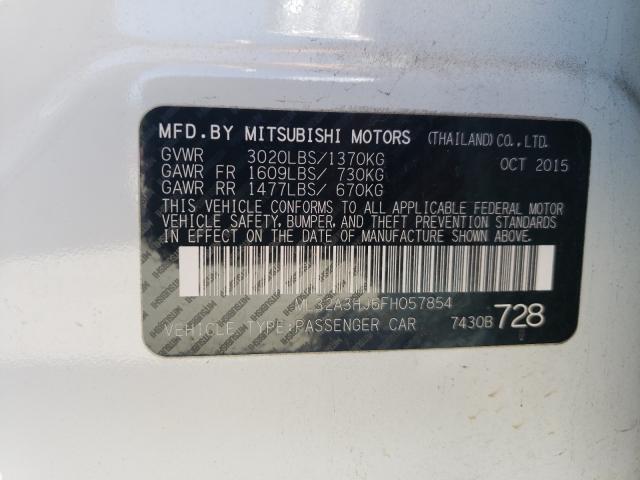 MFD.BY MITSUBISHI MOTORS (THAILAND)CO.,LTD.
GVWR 3020LBS/1370KG OCT 2015
GAWR FR 1609LBS/ 730KG
GAWR RR 1477LBS/ 670KG
THIS VEHICLE CONFORMS TO ALL APPLICABLE FEDERAL MOTOR
VEHICLE SAFETY, BUMPER, AND THEFT PREVENTION STANDARDS
IN EFFECT ON THE DATE OF MANUFACTURE SHOWN ABOVE.
ML32A3HJ6FH057854
VEHICLE TYPE:PASSENGER CAR 7430B 728